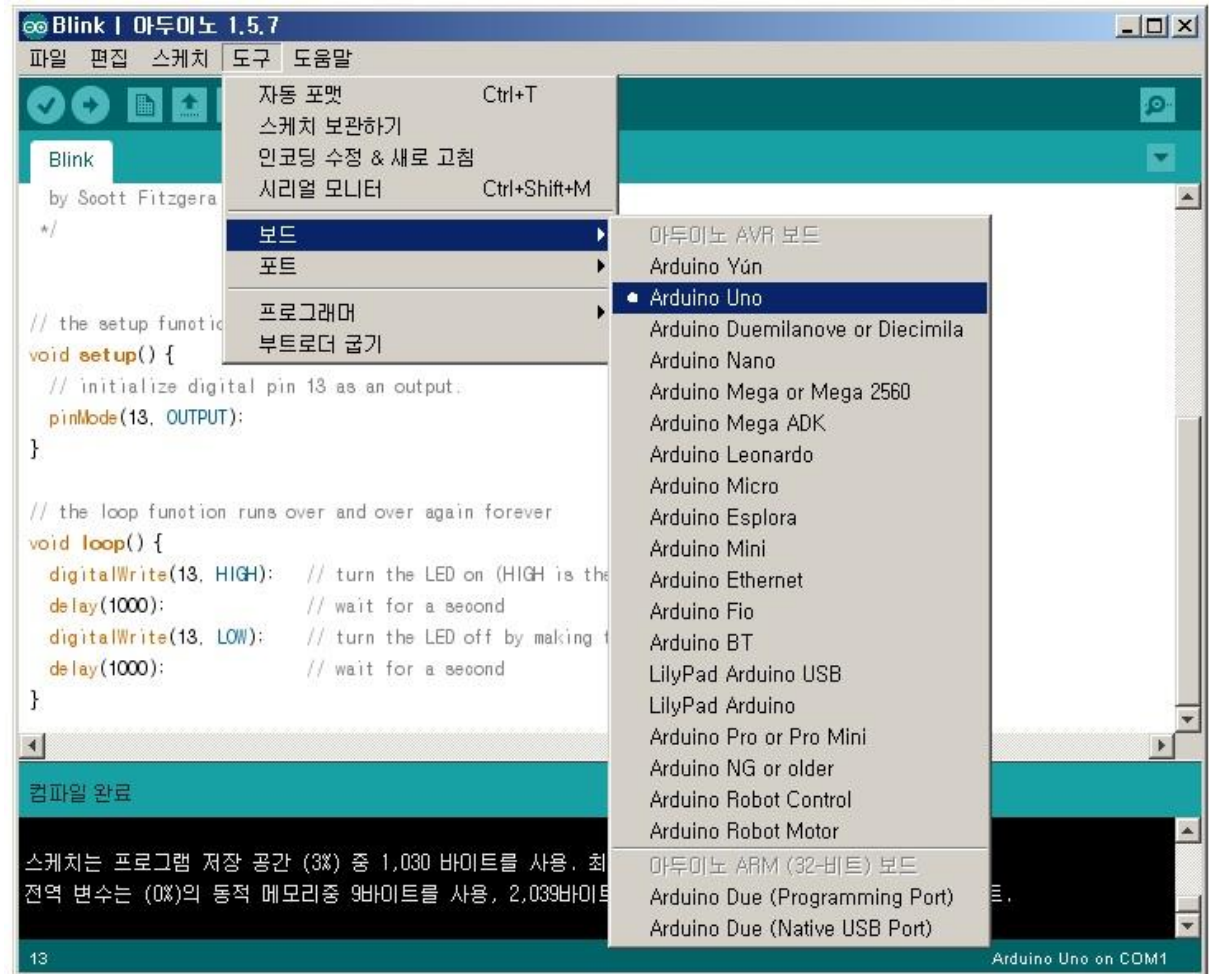 Blink | 아두이노 1.5.7
파일 편집 스케치 도구 도움말
자동 포맷 Ctrl+T
스케치 보관하기
인코딩 수정 & 새로 고침
시리얼 모니터 Ctrl+Shift+M
보드
포트
프로그래머
부트로더 굽기
아두이노 AVR 보드
Arduino Yún
Arduino Uno
Arduino Duemilanove or Diecimila
Arduino Nano
Arduino Mega or Mega 2560
Arduino Mega ADK
Arduino Leonardo
Arduino Micro
Arduino Esplora
Arduino Mini
Arduino Ethernet
Arduino Fio
Arduino BT
LilyPad Arduino USB
LilyPad Arduino
Arduino Pro or Pro Mini
Arduino NG or older
Arduino Robot Control
Arduino Robot Motor
아두이노 ARM (32-비트) 보드
Arduino Due (Programming Port)
Arduino Due (Native USB Port)
Blink
by Scott Fitzgera
*/
// the setup functio
void setup() {
// initialize digital pin 13 as an output.
pinMode(13, OUTPUT);
}
// the loop function runs over and over again forever
void loop() {
digitalWrite(13, HIGH); // turn the LED on (HIGH is the
delay(1000); // wait for a second
digitalWrite(13, LOW); // turn the LED off by making t
delay(1000); // wait for a second
}
컴파일 완료
스케치는 프로그램 저장 공간 (3%) 중 1,030 바이트를 사용. 최
전역 변수는 (0%)의 동적 메모리중 9바이트를 사용, 2,039바이트
13 Arduino Uno on COM1